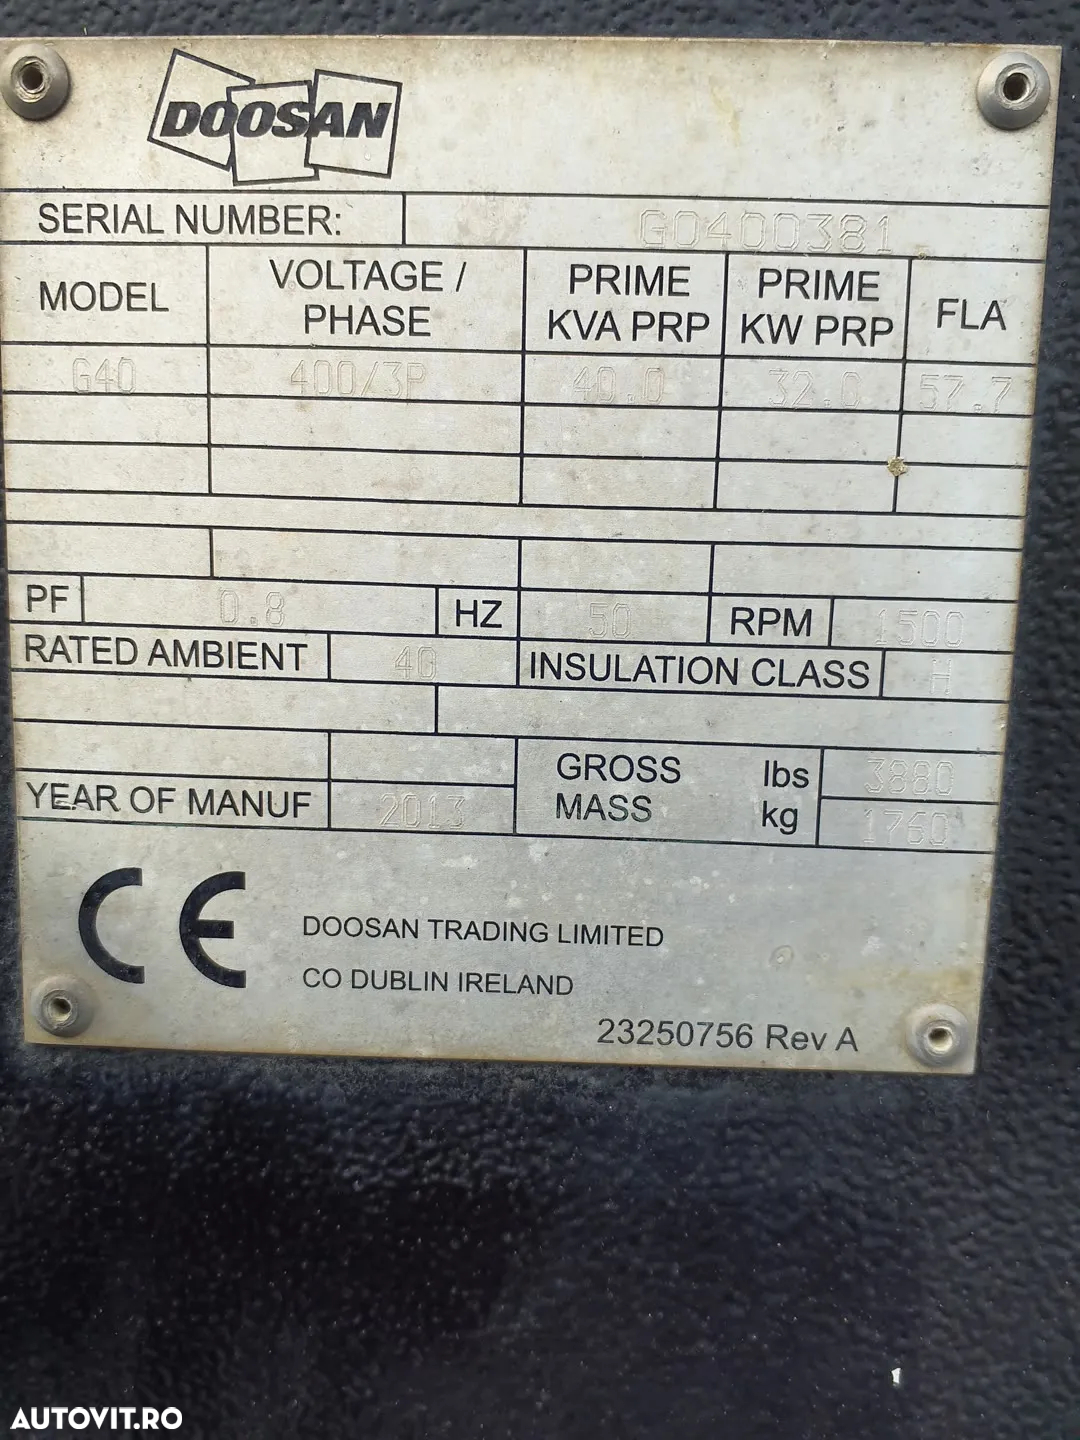 DOOSAN
SERIAL NUMBER: G0400381
MODEL VOLTAGE / PHASE PRIME KVA PRP PRIME KW PRP FLA
G40 400/3P 40.0 32.0 57.7
PF 0.8 HZ 50 RPM 1500
RATED AMBIENT 40 INSULATION CLASS H
GROSS MASS lbs 3880
YEAR OF MANUF 2013 kg 1760
CE
DOOSAN TRADING LIMITED
CO DUBLIN IRELAND
23250756 Rev A
AUTOVIT.RO